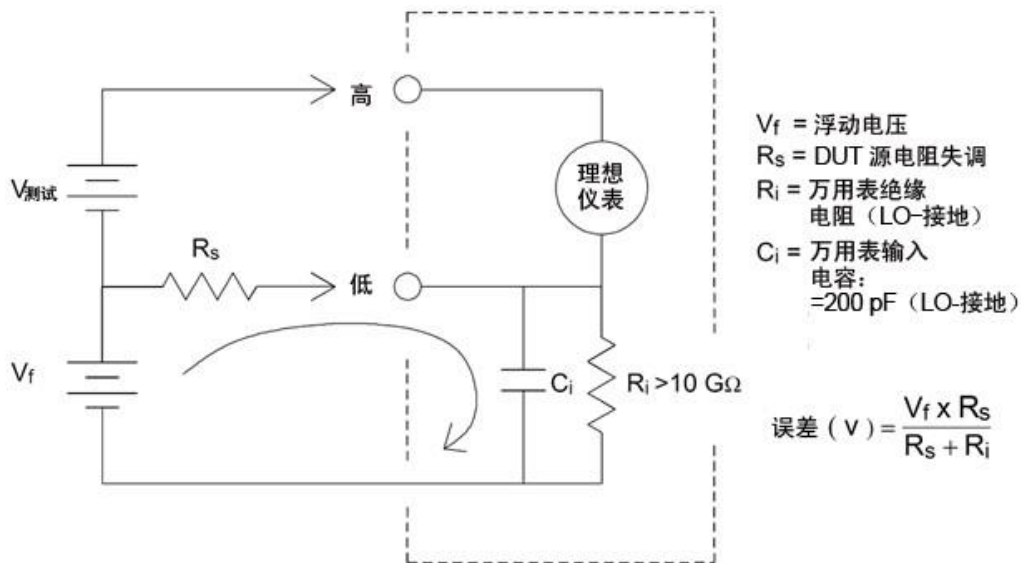 高
V测试
理想
仪表
Rs
低
Vf
Ci
Ri >10 GΩ
Vf = 浮动电压
Rs = DUT 源电阻失调
Ri = 万用表绝缘
电阻（LO-接地）
Ci = 万用表输入
电容：
=200 pF（LO-接地）
误差 ( V ) = Vf x Rs
Rs + Ri